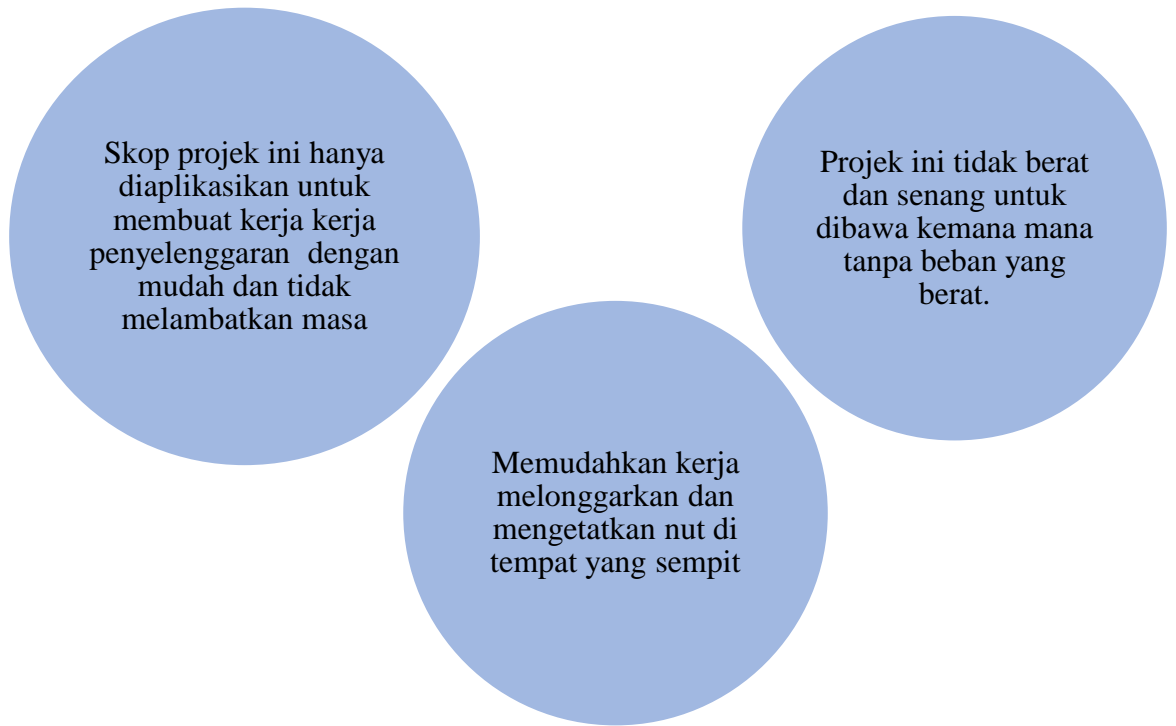 Skop projek ini hanya
diaplikasikan untuk
membuat kerja kerja
penyelenggaran  dengan
mudah dan tidak
melambatkan masa
Memudahkan kerja
melonggarkan dan
mengetatkan nut di
tempat yang sempit
Projek ini tidak berat
dan senang untuk
dibawa kemana mana
tanpa beban yang
berat.